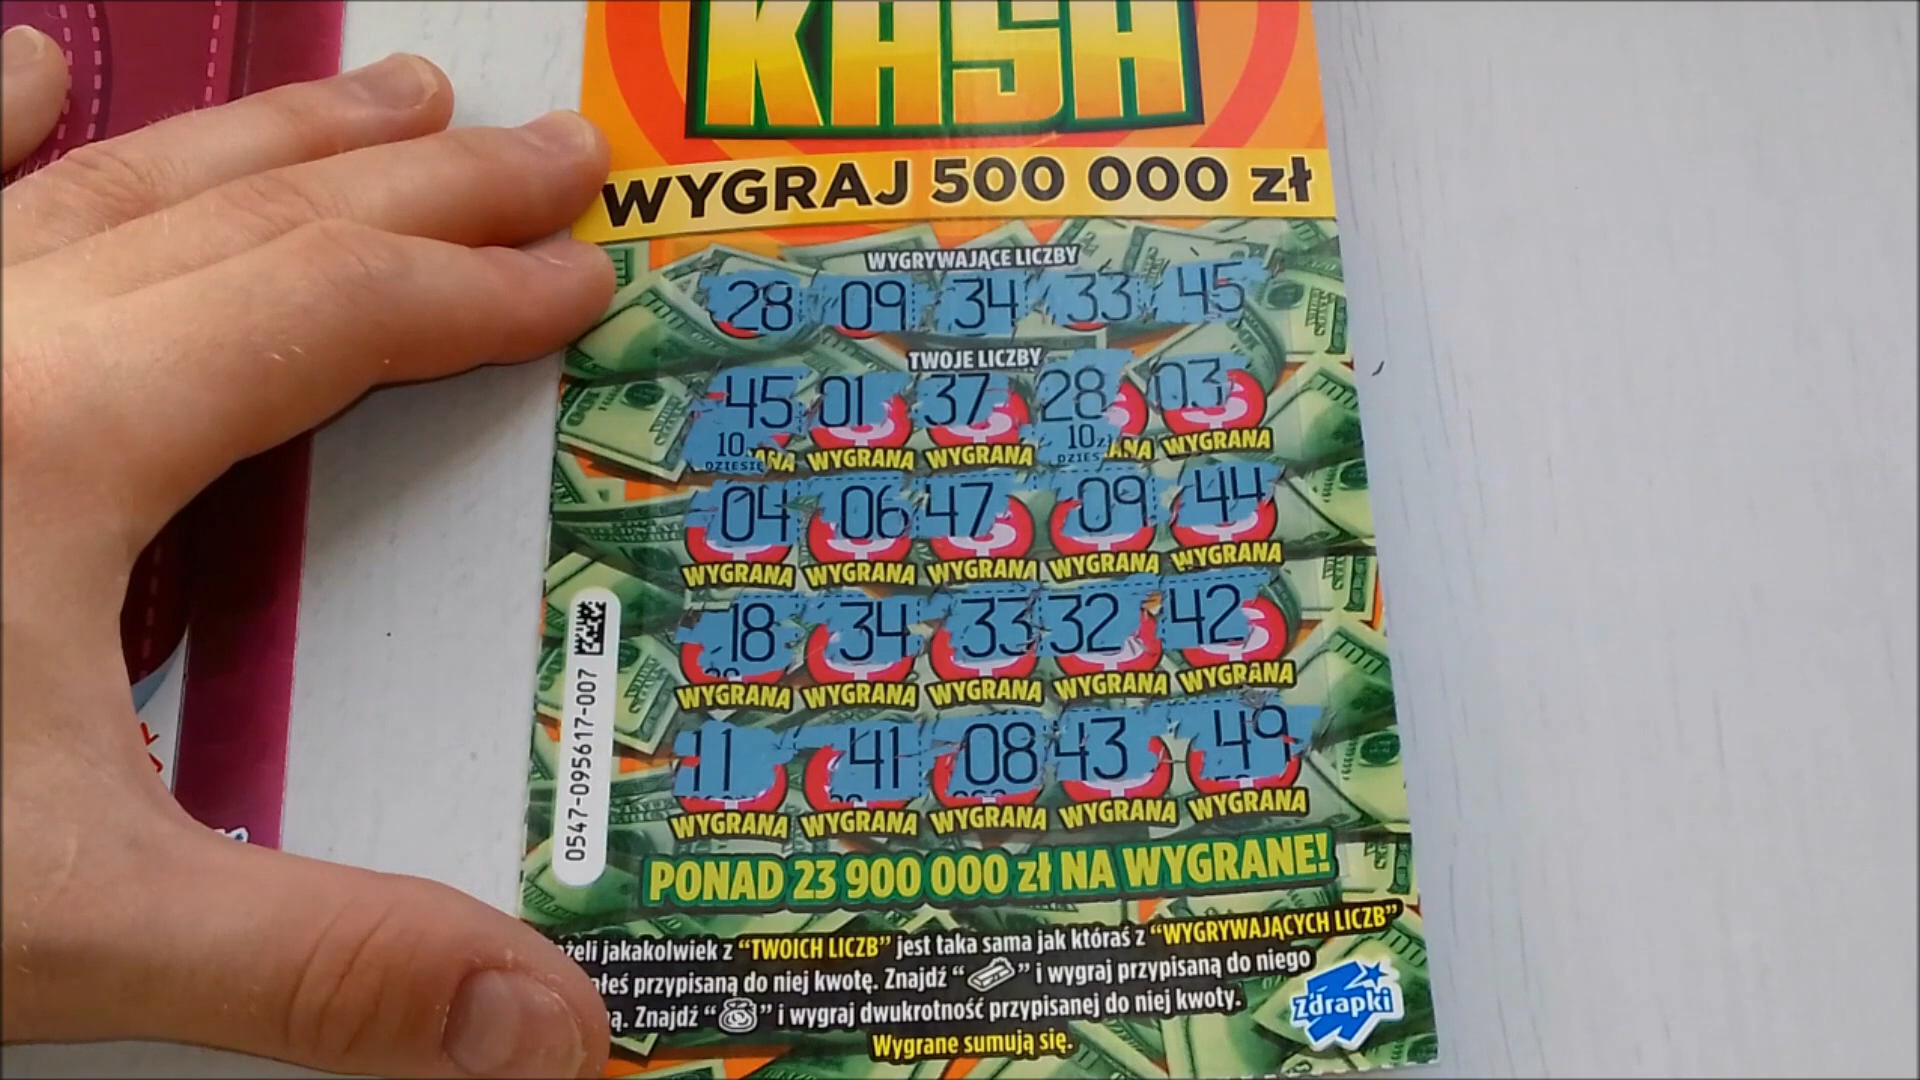 KASH
WYGRAJ 500 000 zł
WYGRYWAJĄCE LICZBY
28 09 34 33 45
TWOJE LICZBY
45 01 37 28 03
10 10 zł
WYGRANA WYGRANA WYGRANA
04 06 47 09 44
WYGRANA WYGRANA WYGRANA WYGRANA WYGRANA
18 34 33 32 42
WYGRANA WYGRANA WYGRANA WYGRANA WYGRANA
11 41 08 43 49
WYGRANA WYGRANA WYGRANA WYGRANA WYGRANA
0547-095617-007
PONAD 23 900 000 zł NA WYGRANE!
jakakolwiek z “TWOICH LICZB” jest taka sama jak któraś z “WYGRYWAJĄCYCH LICZB”
przypisaną do niej kwotę. Znajdź “ ” i wygraj przypisaną do niego
Znajdź “ ” i wygraj dwukrotność przypisanej do niej kwoty.
Wygrane sumują się.
Zdrapki